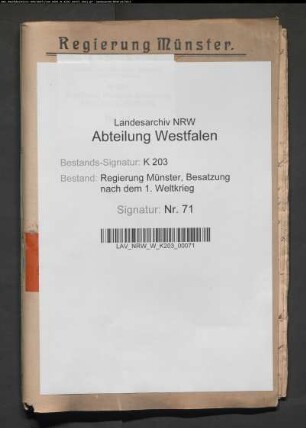 Regierung Münster.
Landesarchiv NRW
Abteilung Westfalen
Bestands-Signatur: K 203
Bestand: Regierung Münster, Besatzung
nach dem 1. Weltkrieg
Signatur: Nr. 71
LAV_NRW_W_K203_00071